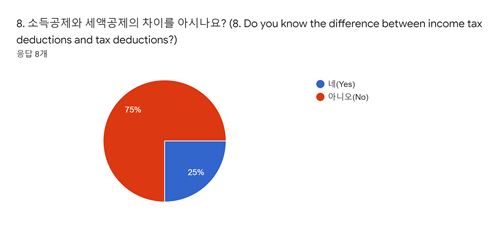 8. 소득공제와 세액공제의 차이를 아시나요? (8. Do you know the difference between income tax
deductions and tax deductions?)
응답 8개
네(Yes)
아니오(No)
75%
25%